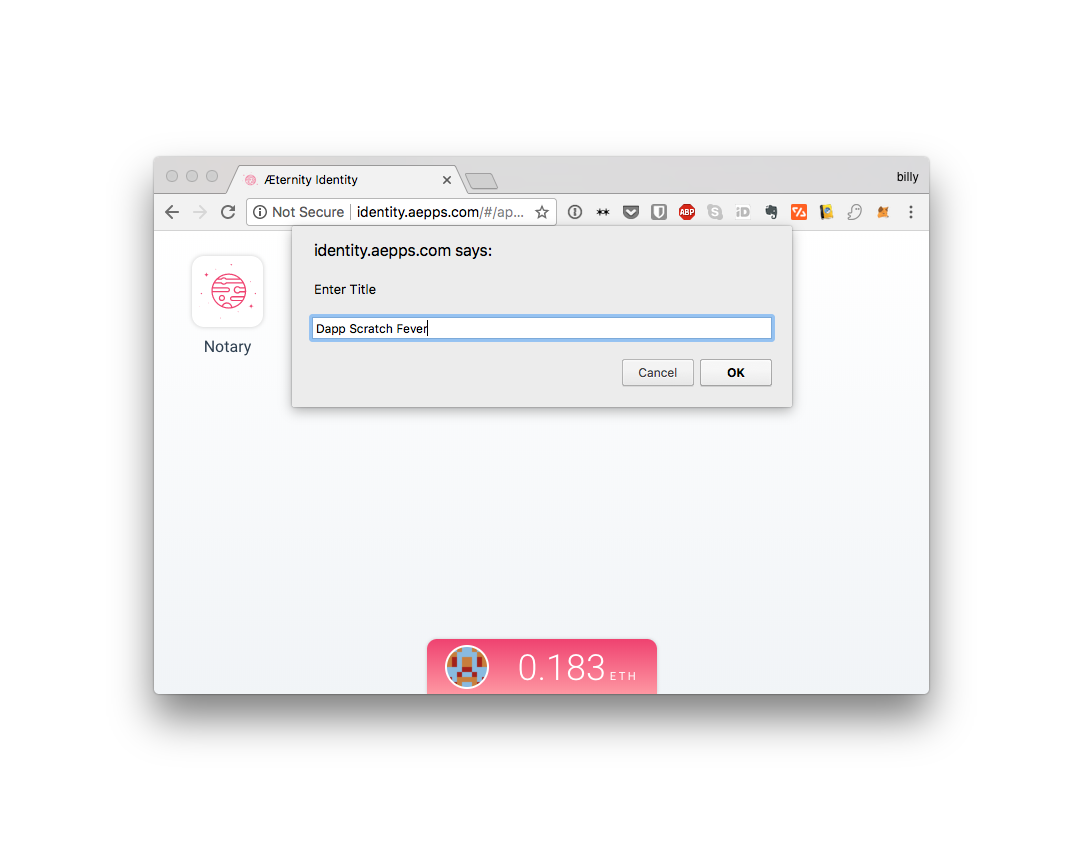 Æternity Identity
billy
Not Secure identity.aepps.com/#/ap...
ABP
identity.aepps.com says:
Enter Title
Dapp Scratch Fever
Cancel OK
Notary
0.183 ETH